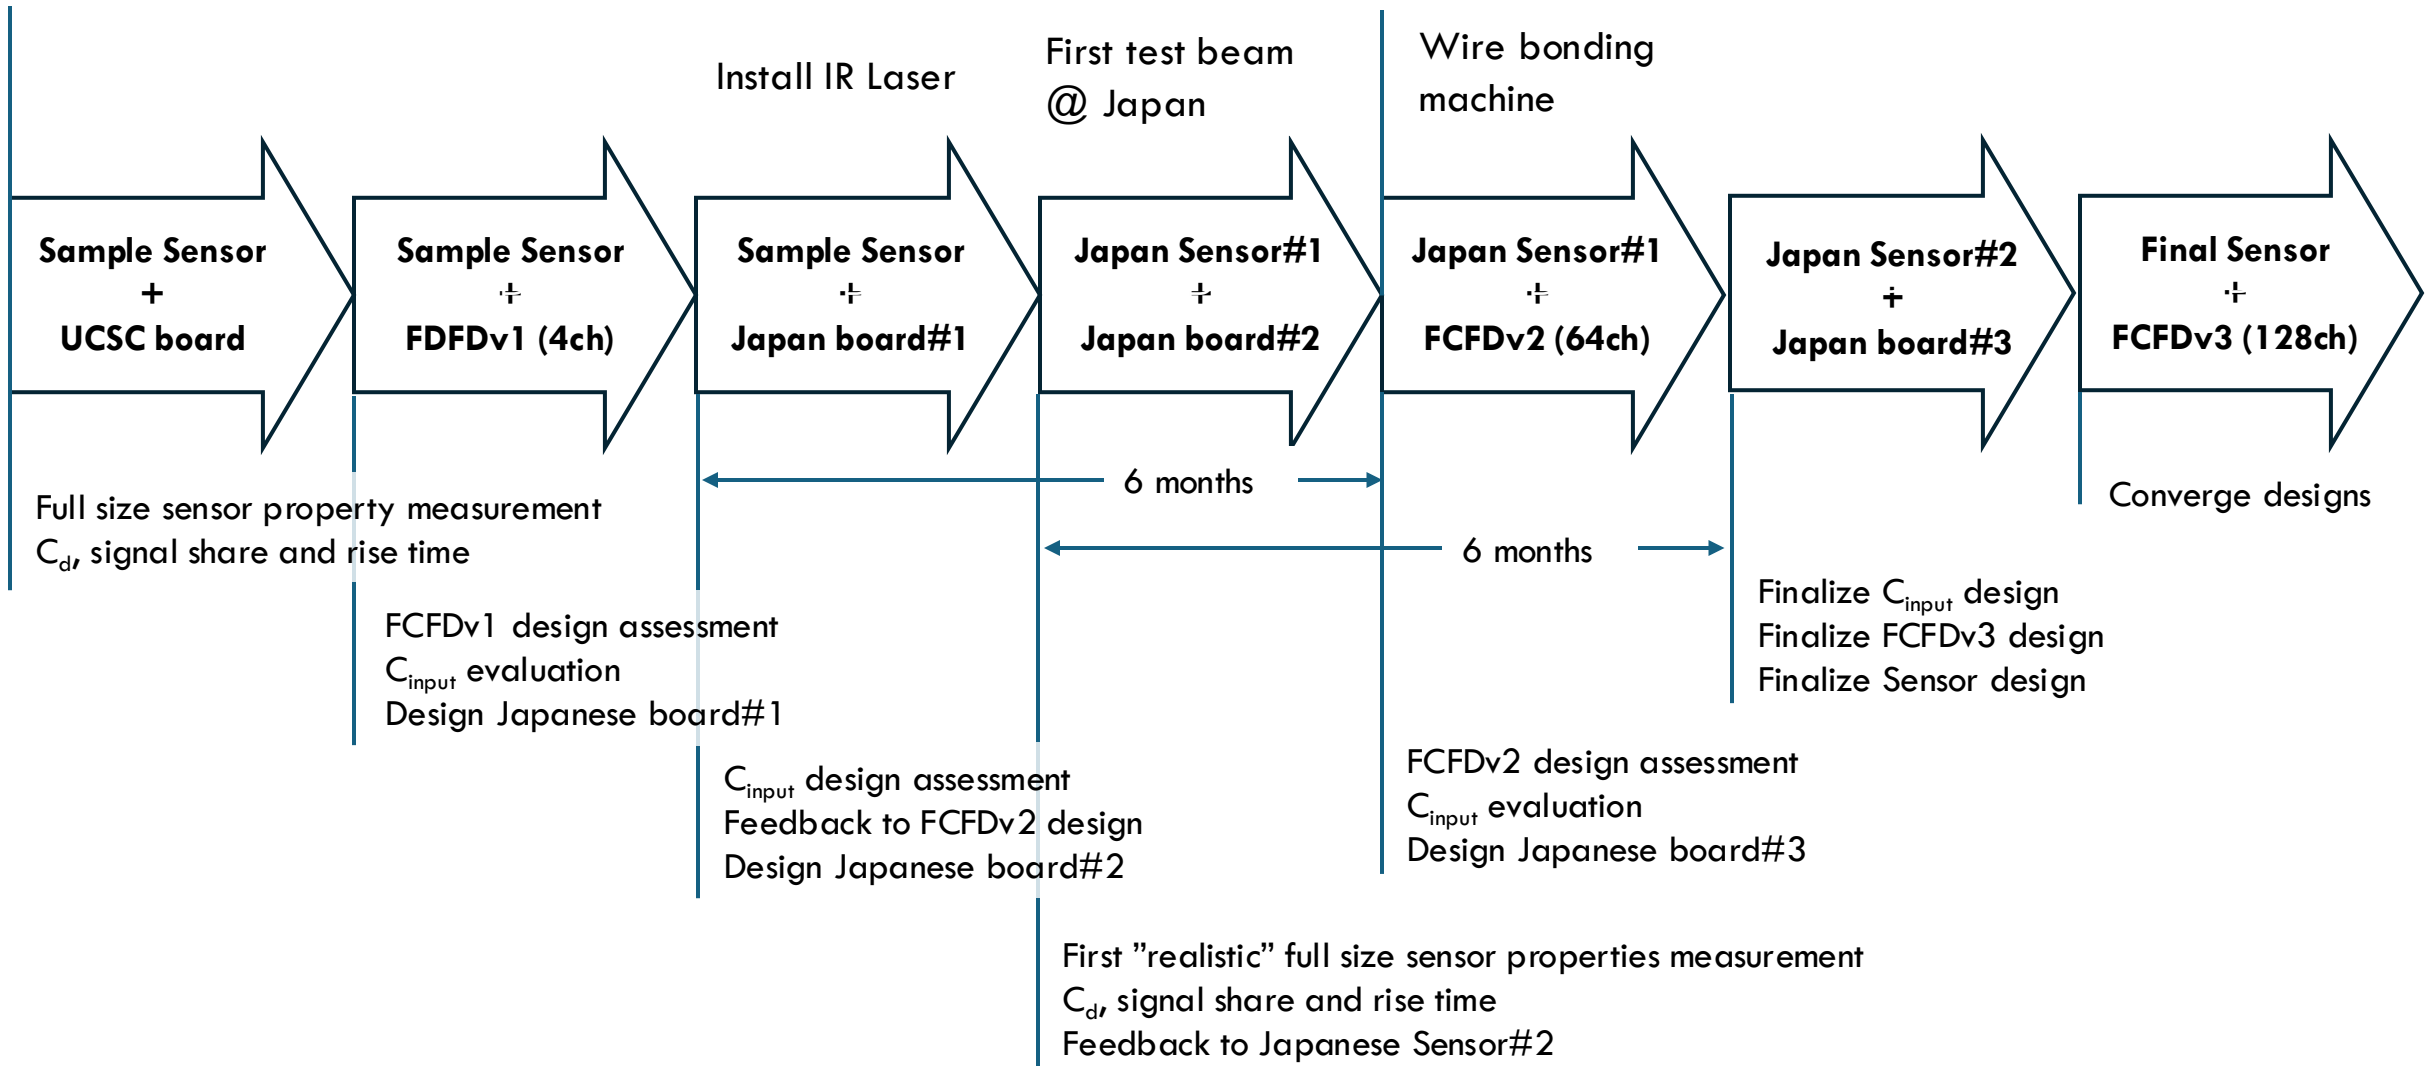 Install IR Laser
First test beam
@ Japan
Wire bonding
machine
Sample Sensor
+
UCSC board
Sample Sensor
+
FDFDv1 (4ch)
Sample Sensor
+
Japan board#1
Japan Sensor#1
+
Japan board#2
Japan Sensor#1
+
FCFDv2 (64ch)
Japan Sensor#2
+
Japan board#3
Final Sensor
+
FCFDv3 (128ch)
6 months
6 months
Full size sensor property measurement
Cd, signal share and rise time
FCFDv1 design assessment
Cinput evaluation
Design Japanese board#1
Cinput design assessment
Feedback to FCFDv2 design
Design Japanese board#2
First ”realistic” full size sensor properties measurement
Cd, signal share and rise time
Feedback to Japanese Sensor#2
FCFDv2 design assessment
Cinput evaluation
Design Japanese board#3
Finalize Cinput design
Finalize FCFDv3 design
Finalize Sensor design
Converge designs